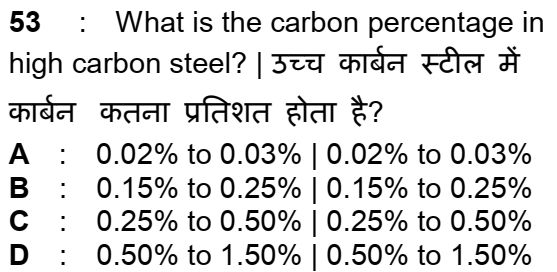 53 : What is the carbon percentage in
high carbon steel? | उच्च कार्बन स्टील में
कार्बन कतना प्रतिशत होता है?
A : 0.02% to 0.03% | 0.02% to 0.03%
B : 0.15% to 0.25% | 0.15% to 0.25%
C : 0.25% to 0.50% | 0.25% to 0.50%
D : 0.50% to 1.50% | 0.50% to 1.50%